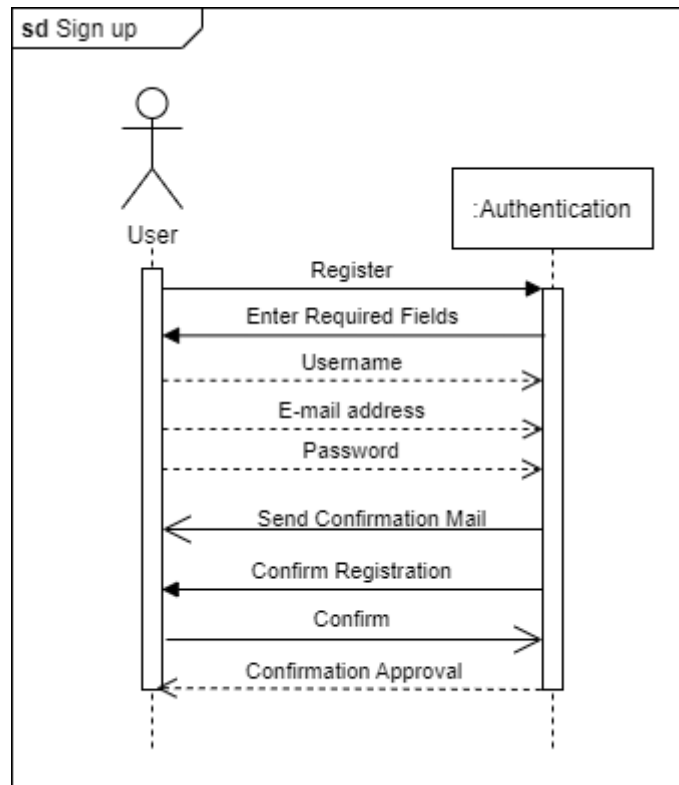 sd Sign up
User
:Authentication
Register
Enter Required Fields
Username
E-mail address
Password
Send Confirmation Mail
Confirm Registration
Confirm
Confirmation Approval